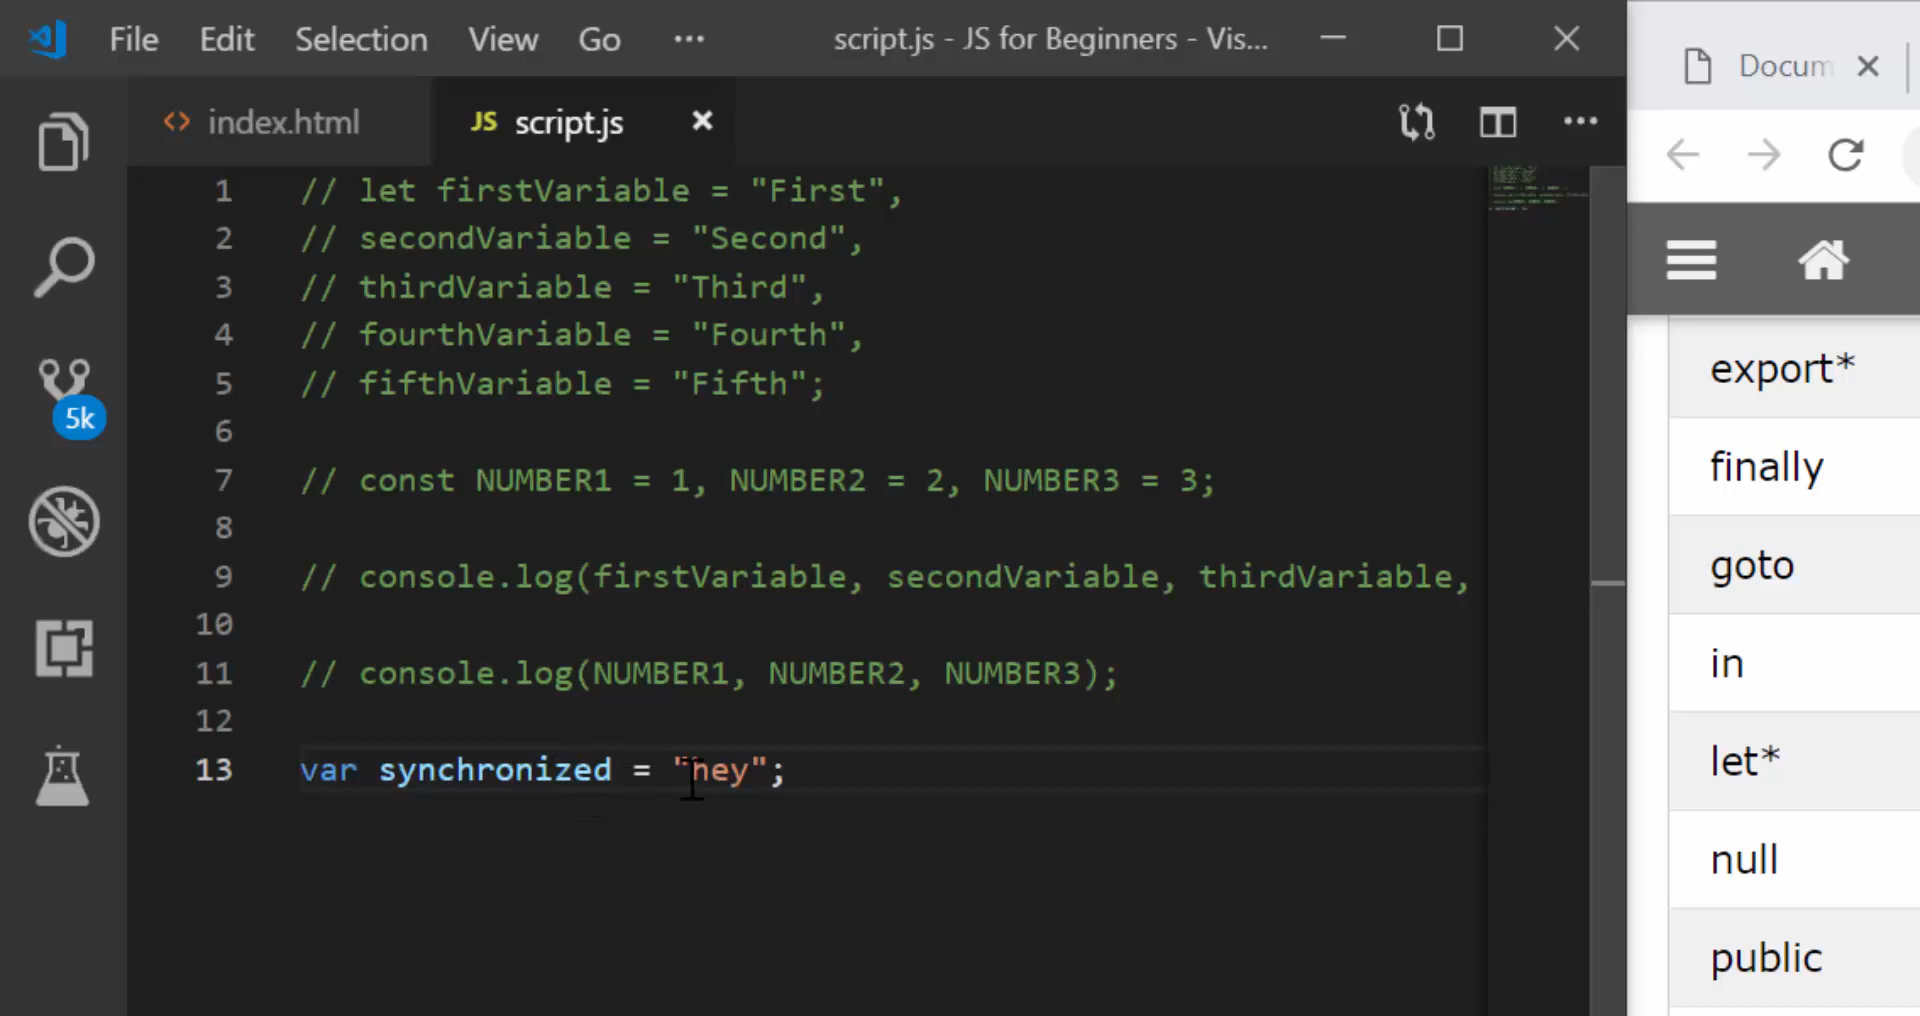 File Edit Selection View Go ... script.js - JS for Beginners - Vis...
index.html JS script.js
1 // let firstVariable = "First",
2 // secondVariable = "Second",
3 // thirdVariable = "Third",
4 // fourthVariable = "Fourth",
5 // fifthVariable = "Fifth";
6
7 // const NUMBER1 = 1, NUMBER2 = 2, NUMBER3 = 3;
8
9 // console.log(firstVariable, secondVariable, thirdVariable,
10
11 // console.log(NUMBER1, NUMBER2, NUMBER3);
12
13 var synchronized = "hey";
5k
Docum
export*
finally
goto
in
let*
null
public